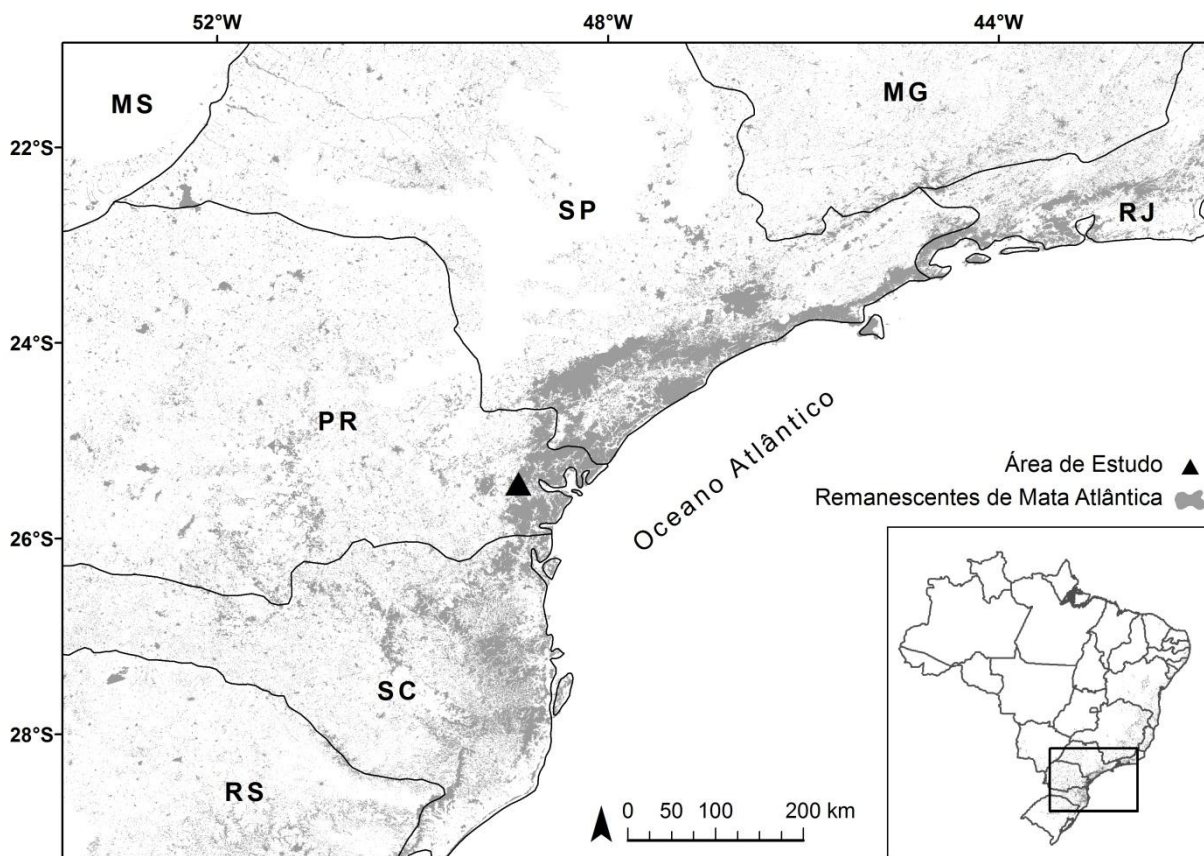 52°W 48°W 44°W
MS
MG
22°S
SP
RJ
24°S
PR
Oceano Atlântico
Área de Estudo
Remanescentes de Mata Atlântica
26°S
SC
28°S
RS
0 50 100 200 km